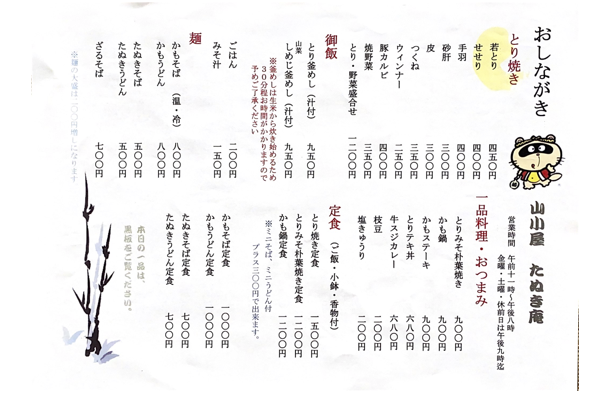 おしながき
山小屋 たぬき庵
営業時間 午前十一時～午後八時
金曜・土曜・休前日は午後九時迄
とり焼き
若とり 四五〇円
せせり 四五〇円
手羽 四〇〇円
砂肝 三〇〇円
皮 三〇〇円
つくね 三五〇円
ウィンナー 二五〇円
豚カルビ 四〇〇円
焼野菜 三五〇円
とり・野菜盛合せ 一二〇〇円
御飯
とり釜めし（汁付） 九五〇円
山菜しめじ釜めし（汁付） 九五〇円
※釜めしは生米から炊き始めるため
３０分程お時間がかかりますので
予めご了承ください
ごはん 二〇〇円
みそ汁 一五〇円
麺
かもそば （温・冷） 八〇〇円
かもうどん 八〇〇円
たぬきそば 五〇〇円
たぬきうどん 五〇〇円
ざるそば 七〇〇円
※麺の大盛は二〇〇円増しになります
一品料理・おつまみ
とりみそ朴葉焼き 九〇〇円
かも鍋 九〇〇円
かもステーキ 九〇〇円
とりテキ丼 六八〇円
牛スジカレー 六八〇円
枝豆 二〇〇円
塩きゅうり 二〇〇円
定食 （ご飯・小鉢・香物付）
とり焼き定食 一五〇〇円
とりみそ朴葉焼き定食 一二〇〇円
かも鍋定食 一二〇〇円
※ミニそば、ミニうどん付
プラス三〇〇円で出来ます。
かもそば定食 一〇〇〇円
かもうどん定食 一〇〇〇円
たぬきそば定食 七〇〇円
たぬきうどん定食 七〇〇円
本日の一品は、
黒板をご覧ください。